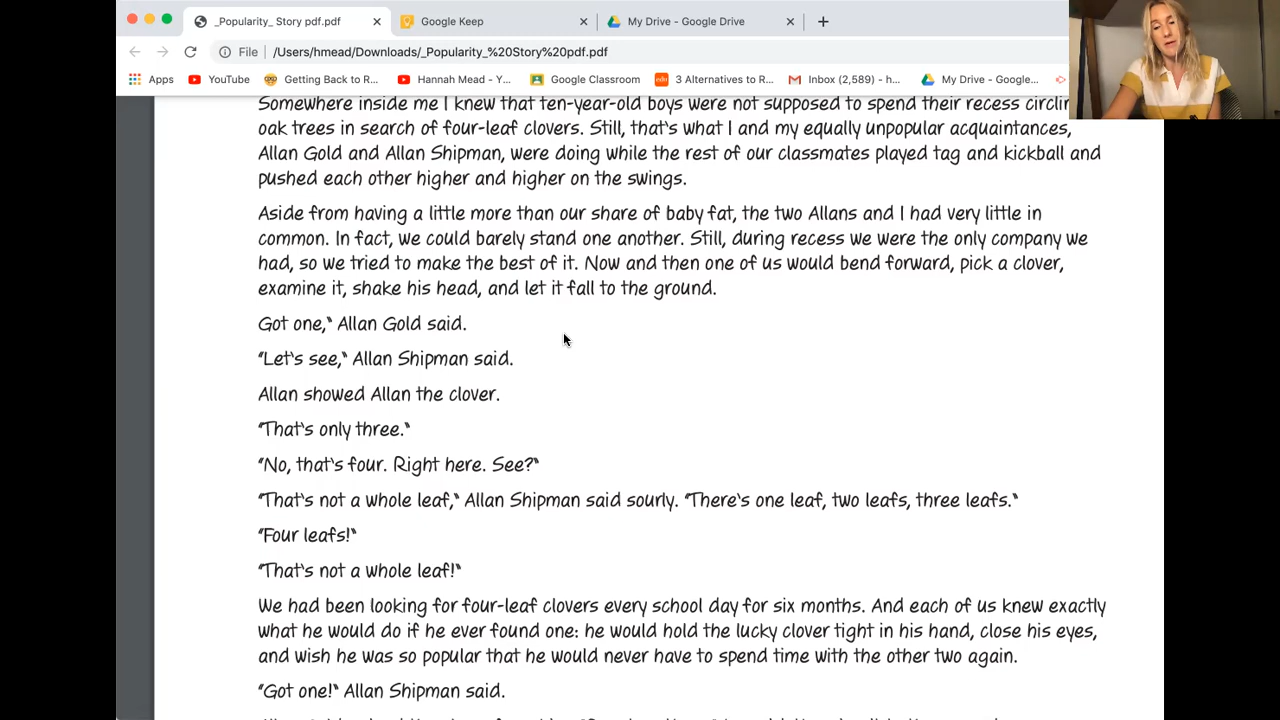 _Popularity_ Story pdf.pdf
Google Keep
My Drive - Google Drive
File
/Users/hmead/Downloads/_Popularity_%20Story%20pdf.pdf
Apps
YouTube
Getting Back to R...
Hannah Mead - Y...
Google Classroom
3 Alternatives to R...
Inbox (2,589) - h...
My Drive - Google...
Somewhere inside me I knew that ten-year-old boys were not supposed to spend their recess
oak trees in search of four-leaf clovers. Still, that's what I and my equally unpopular acquaintances,
Allan Gold and Allan Shipman, were doing while the rest of our classmates played tag and kickball and
pushed each other higher and higher on the swings.
Aside from having a little more than our share of baby fat, the two Allans and I had very little in
common. In fact, we could barely stand one another. Still, during recess we were the only company we
had, so we tried to make the best of it. Now and then one of us would bend forward, pick a clover,
examine it, shake his head, and let it fall to the ground.
Got one," Allan Gold said.
"Let's see," Allan Shipman said.
Allan showed Allan the clover.
"That's only three."
"No, that's four. Right here. See?"
"That's not a whole leaf," Allan Shipman said sourly. "There's one leaf, two leafs, three leafs."
"Four leafs!"
"That's not a whole leaf!"
We had been looking for four-leaf clovers every school day for six months. And each of us knew exactly
what he would do if he ever found one: he would hold the lucky clover tight in his hand, close his eyes,
and wish he was so popular that he would never have to spend time with the other two again.
"Got one!" Allan Shipman said.